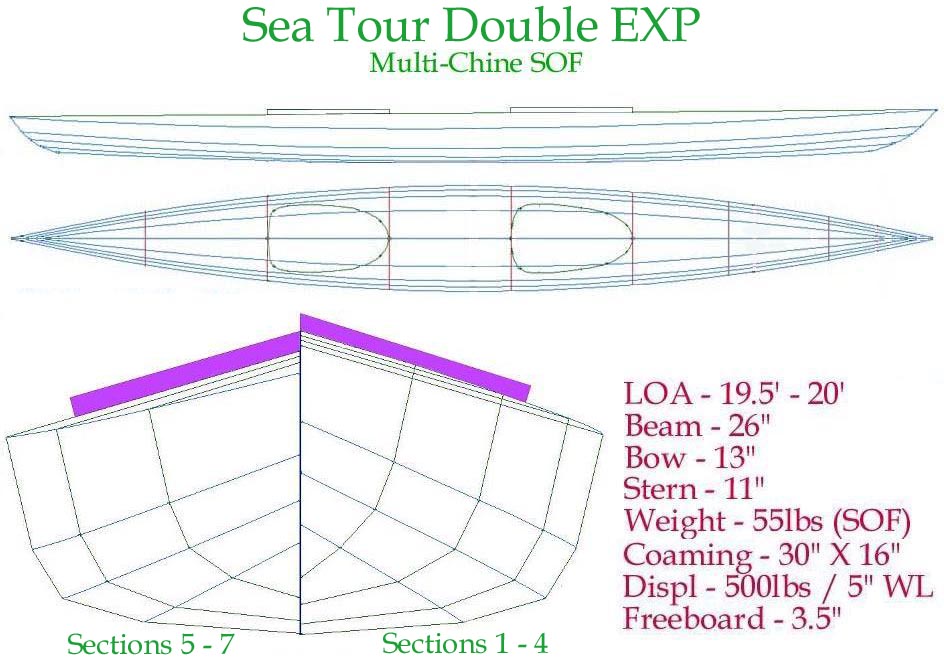 Sea Tour Double EXP
Multi-Chine SOF
LOA - 19.5' - 20'
Beam - 26"
Bow - 13"
Stern - 11"
Weight - 55lbs (SOF)
Coaming - 30" X 16"
Displ - 500lbs / 5" WL
Freeboard - 3.5"
Sections 5 - 7
Sections 1 - 4